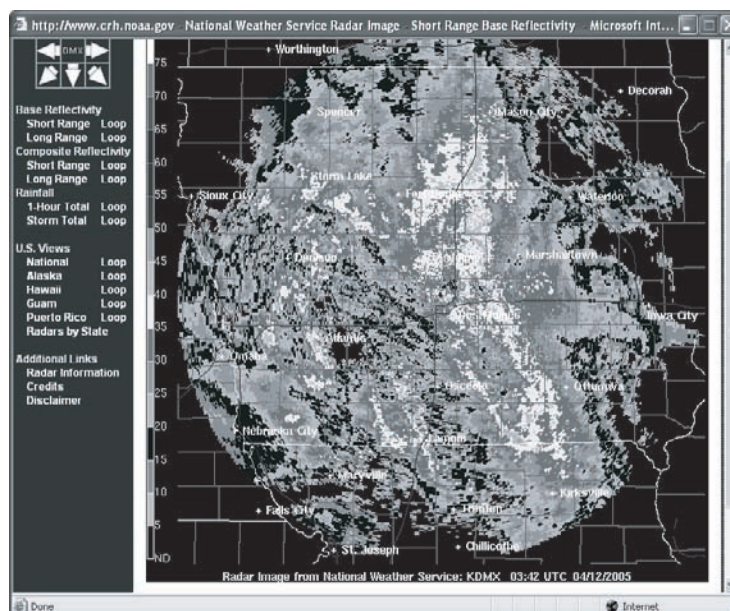 http://www.crh.noaa.gov - National Weather Service Radar Image - Short Range Base Reflectivity - Microsoft Int...
DMX
Base Reflectivity
Short Range Loop
Long Range Loop
Composite Reflectivity
Short Range Loop
Long Range Loop
Rainfall
1-Hour Total Loop
Storm Total Loop
U.S. Views
National Loop
Alaska Loop
Hawaii Loop
Guam Loop
Puerto Rico Loop
Radars by State
Additional Links
Radar Information
Credits
Disclaimer
75
70
65
60
55
50
45
40
35
30
25
20
15
10
5
ND
Worthington
Decorah
Spencer
Mason City
Storm Lake
Sioux City
Waterloo
Denison
Marshalltown
Iowa City
Atlantic
Omaha
Osceola
Ottumwa
Nebraska City
Lamoni
Maryville
Kirksville
Falls City
Trenton
St. Joseph
Chillicothe
Radar Image from National Weather Service: KDMX 03:42 UTC 04/12/2005
Done
Internet